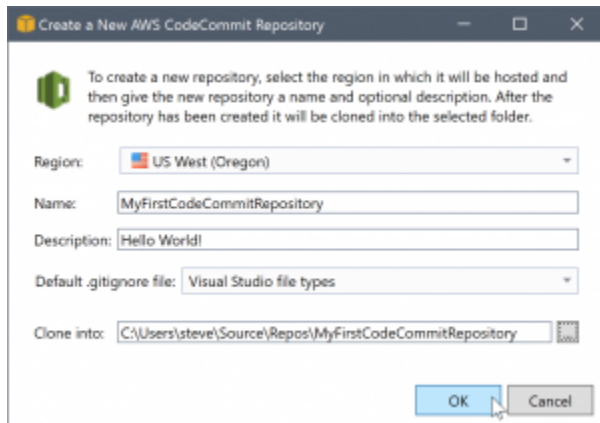 Create a New AWS CodeCommit Repository
To create a new repository, select the region in which it will be hosted and
then give the new repository a name and optional description. After the
repository has been created it will be cloned into the selected folder.
Region: US West (Oregon)
Name: MyFirstCodeCommitRepository
Description: Hello World!
Default .gitignore file: Visual Studio file types
Clone into: C:\Users\steve\Source\Repos\MyFirstCodeCommitRepository ...
OK Cancel